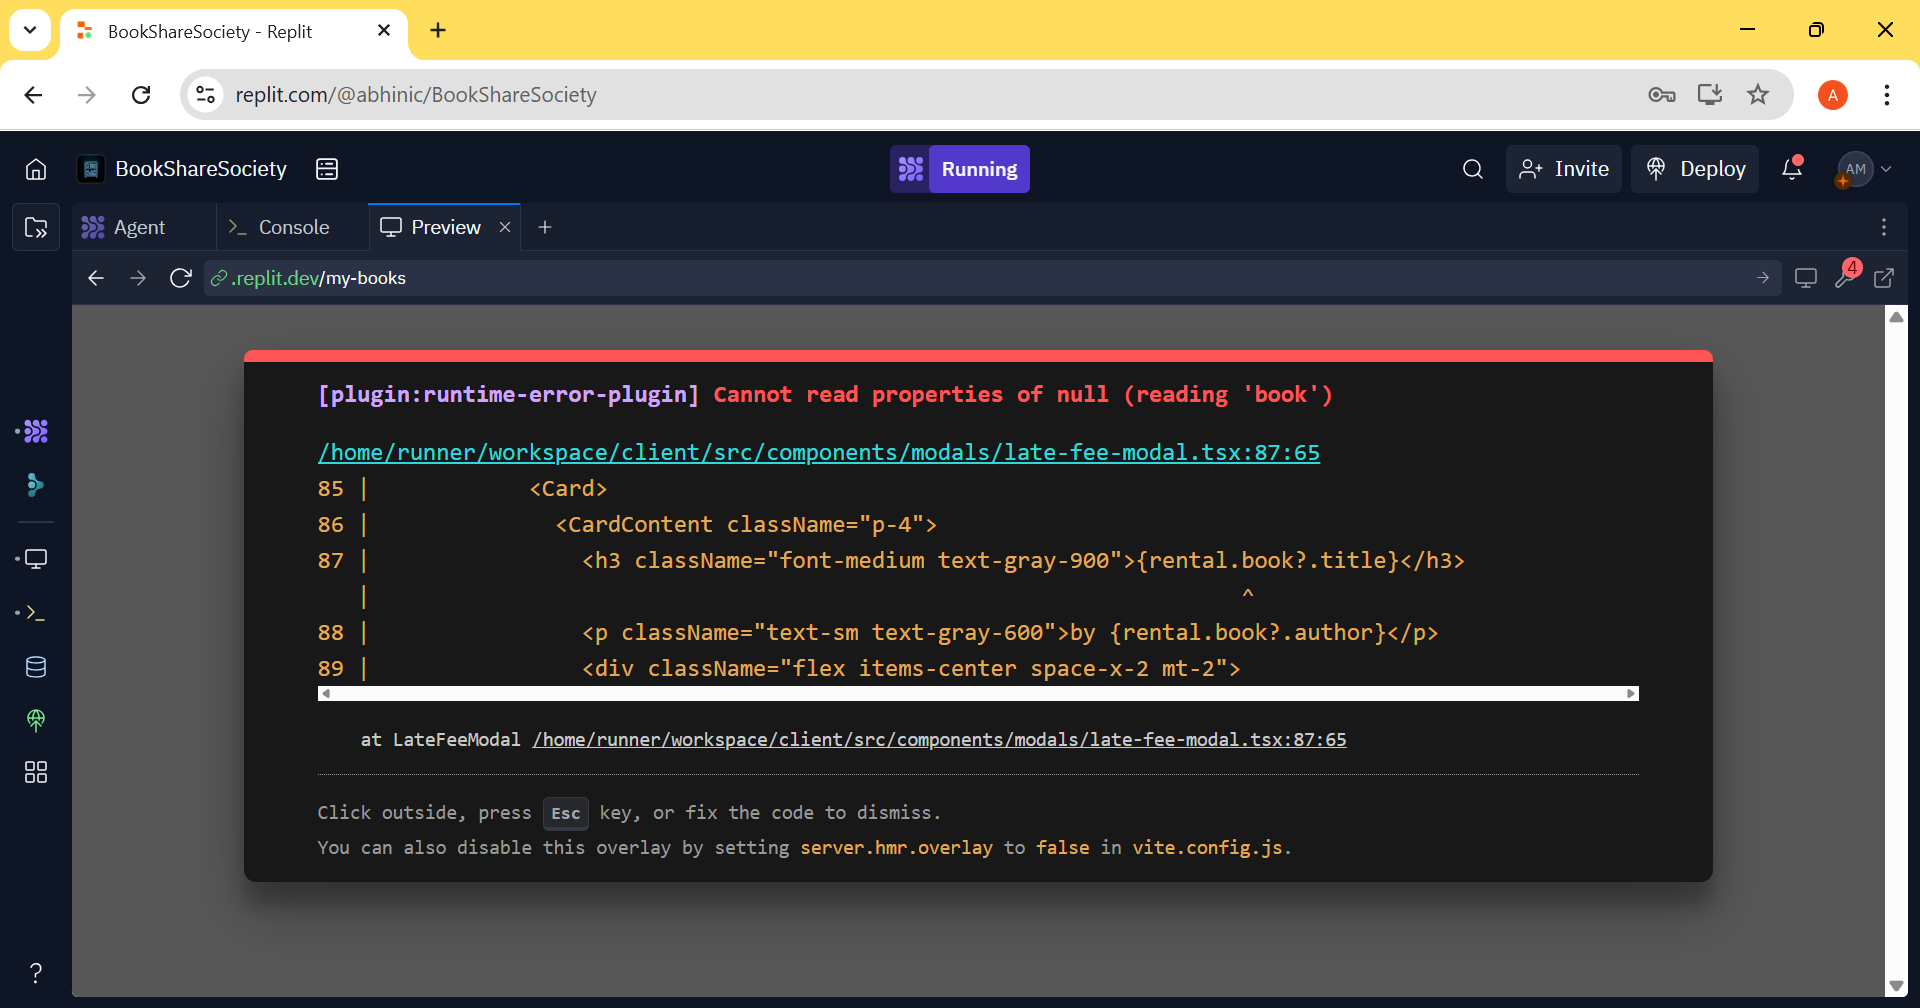 BookShareSociety - Replit
replit.com/@abhinic/BookShareSociety
A
BookShareSociety
Running
Invite
Deploy
AM
Agent
Console
Preview
.replit.dev/my-books
4
[plugin:runtime-error-plugin] Cannot read properties of null (reading 'book')
/home/runner/workspace/client/src/components/modals/late-fee-modal.tsx:87:65
85 | <Card>
86 | <CardContent className="p-4">
87 | <h3 className="font-medium text-gray-900">{rental.book?.title}</h3>
| ^
88 | <p className="text-sm text-gray-600">by {rental.book?.author}</p>
89 | <div className="flex items-center space-x-2 mt-2">
at LateFeeModal /home/runner/workspace/client/src/components/modals/late-fee-modal.tsx:87:65
Click outside, press Esc key, or fix the code to dismiss.
You can also disable this overlay by setting server.hmr.overlay to false in vite.config.js.
?